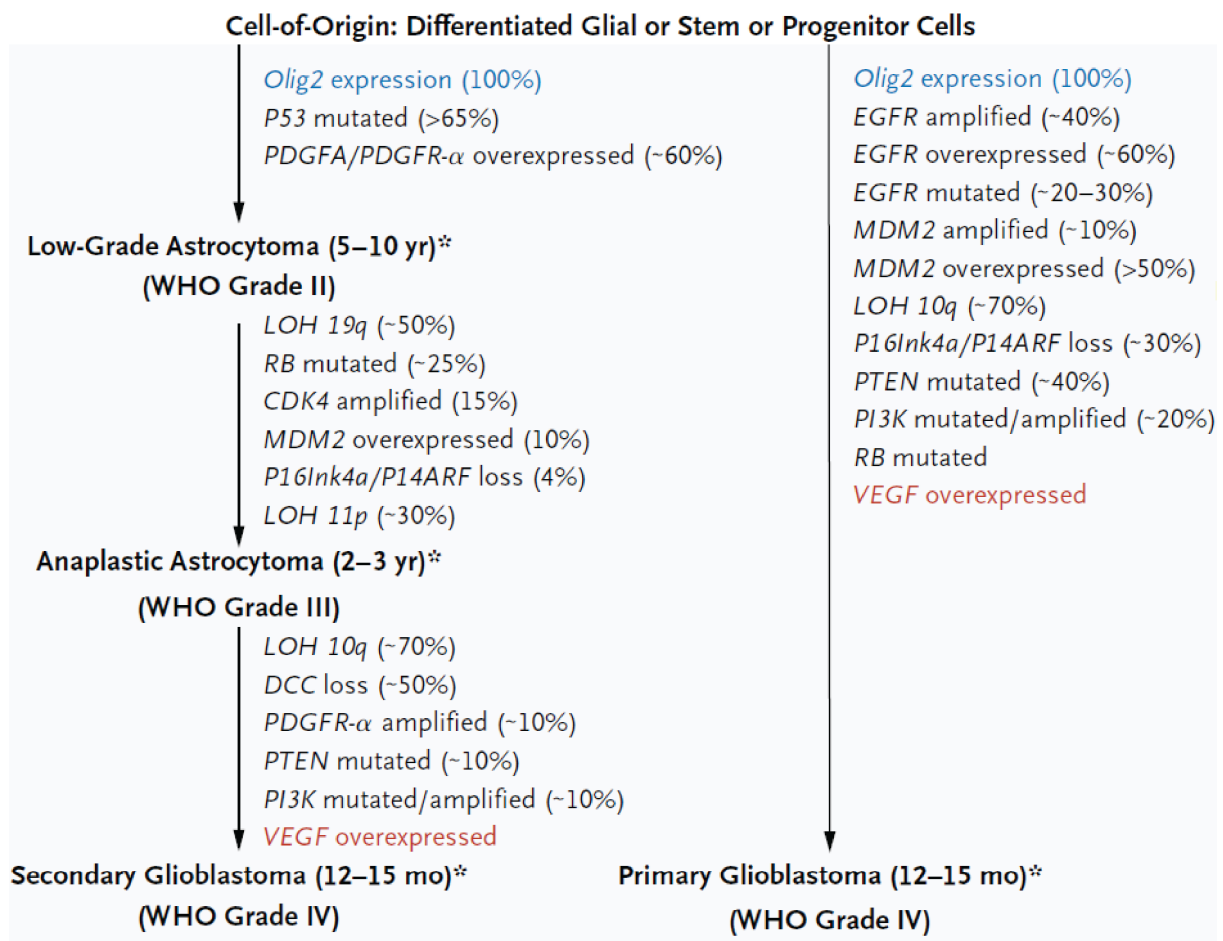 Cell-of-Origin: Differentiated Glial or Stem or Progenitor Cells
Olig2 expression (100%)
P53 mutated (>65%)
PDGFA/PDGFR-α overexpressed (~60%)
Low-Grade Astrocytoma (5–10 yr)*
(WHO Grade II)
LOH 19q (~50%)
RB mutated (~25%)
CDK4 amplified (15%)
MDM2 overexpressed (10%)
P16Ink4a/P14ARF loss (4%)
LOH 11p (~30%)
Anaplastic Astrocytoma (2–3 yr)*
(WHO Grade III)
LOH 10q (~70%)
DCC loss (~50%)
PDGFR-α amplified (~10%)
PTEN mutated (~10%)
PI3K mutated/amplified (~10%)
VEGF overexpressed
Secondary Glioblastoma (12–15 mo)*
(WHO Grade IV)
Olig2 expression (100%)
EGFR amplified (~40%)
EGFR overexpressed (~60%)
EGFR mutated (~20–30%)
MDM2 amplified (~10%)
MDM2 overexpressed (>50%)
LOH 10q (~70%)
P16Ink4a/P14ARF loss (~30%)
PTEN mutated (~40%)
PI3K mutated/amplified (~20%)
RB mutated
VEGF overexpressed
Primary Glioblastoma (12–15 mo)*
(WHO Grade IV)